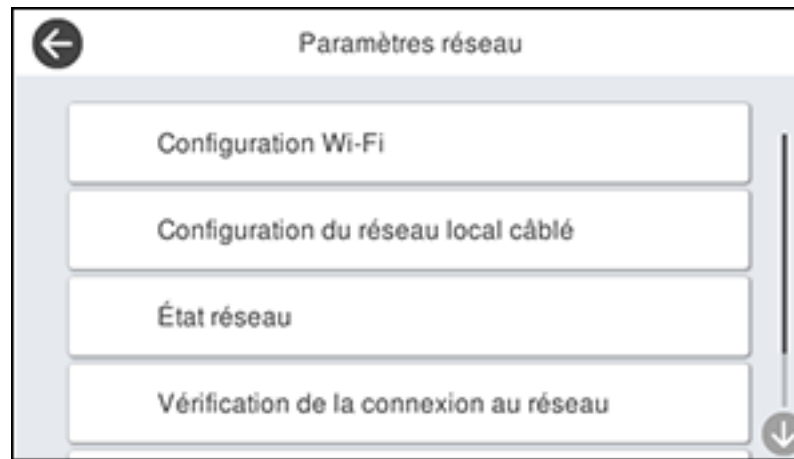 Paramètres réseau
Configuration Wi-Fi
Configuration du réseau local câblé
État réseau
Vérification de la connexion au réseau